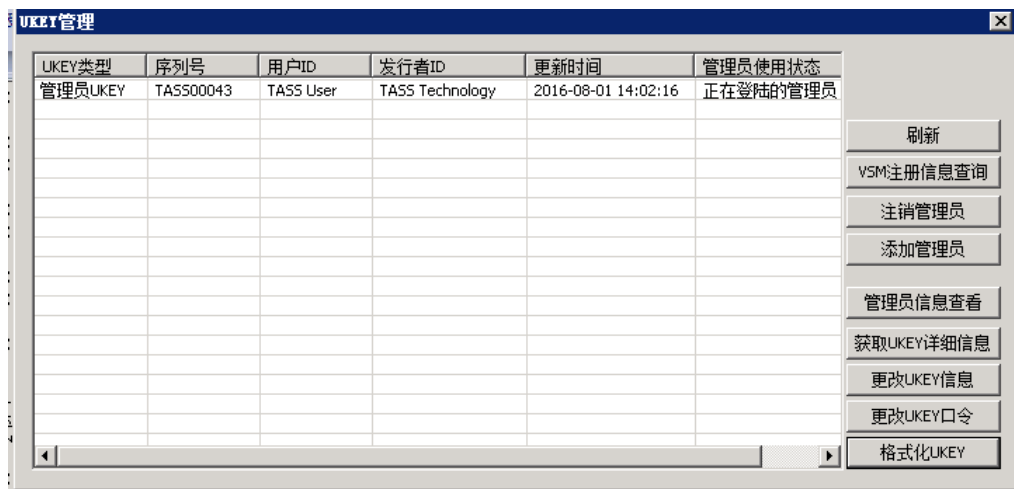 UKEY管理
UKEY类型 序列号 用户ID 发行者ID 更新时间 管理员使用状态
管理员UKEY TASS00043 TASS User TASS Technology 2016-08-01 14:02:16 正在登陆的管理员
刷新
VSM注册信息查询
注销管理员
添加管理员
管理员信息查看
获取UKEY详细信息
更改UKEY信息
更改UKEY口令
格式化UKEY